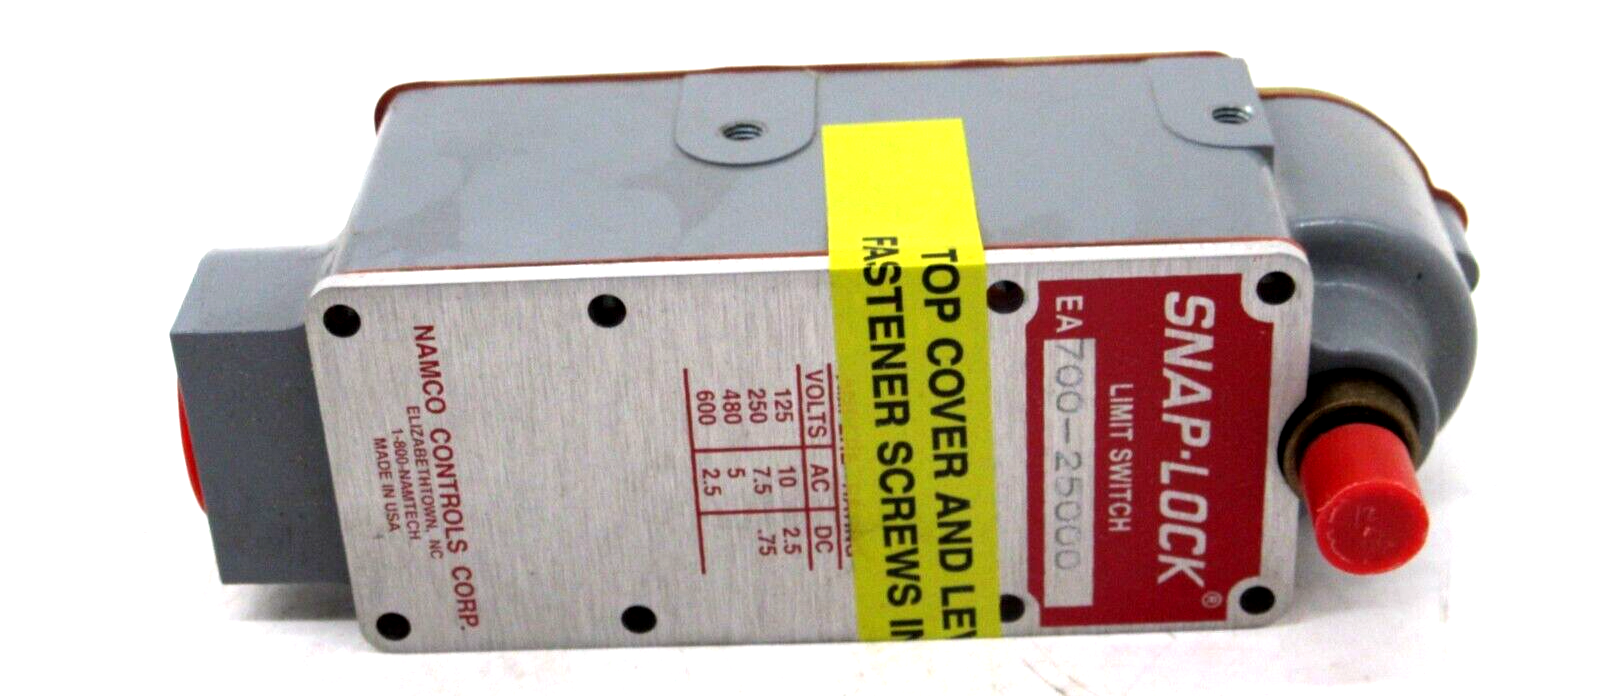 SNAP-LOCK®
LIMIT SWITCH
EA700-25000
TOP COVER AND
FASTENER SCREWS
VOLTS AC DC
125 10 2.5
250 7.5 .75
480 5
600 2.5
NAMCO CONTROLS CORP.
ELIZABETHTOWN, NC
1-800-NAMTECH
MADE IN USA